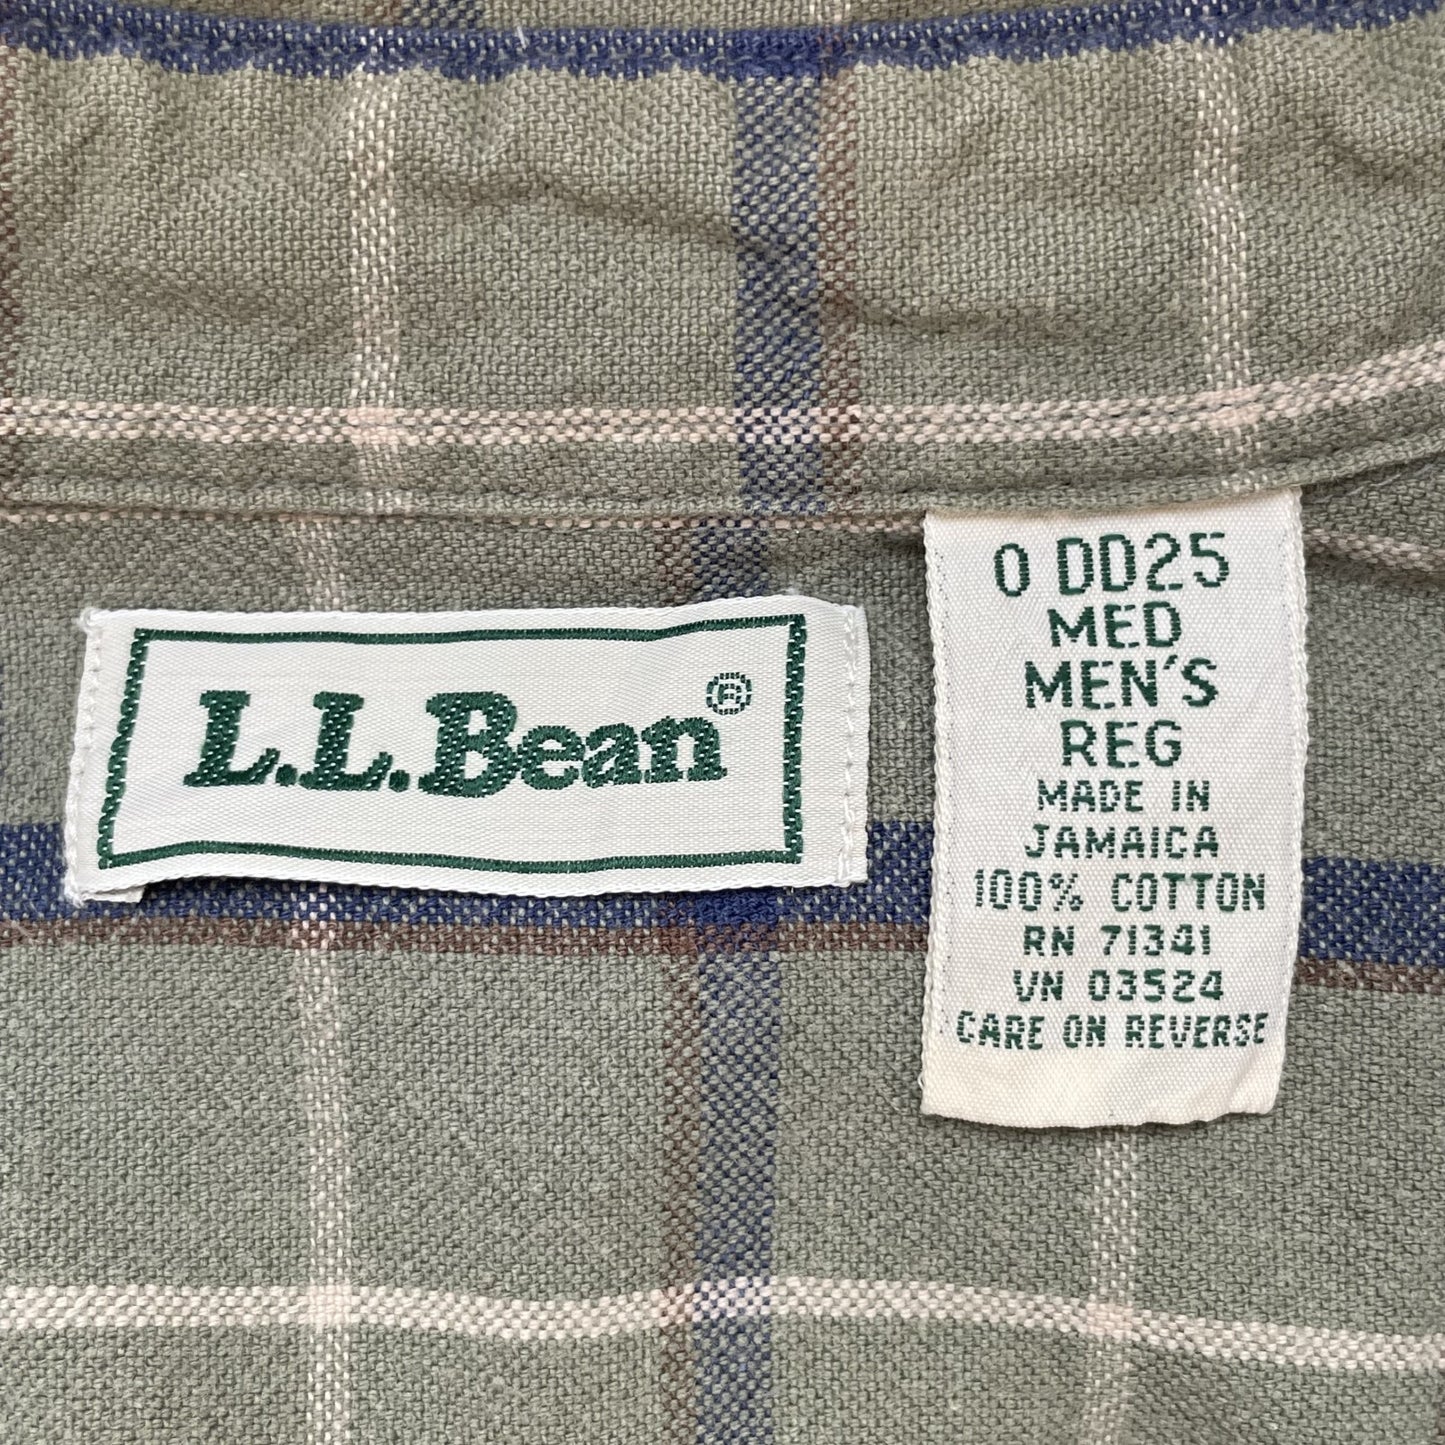 L.L.Bean®
0 DD25
MED
MEN'S
REG
MADE IN
JAMAICA
100% COTTON
RN 71341
VN 03524
CARE ON REVERSE